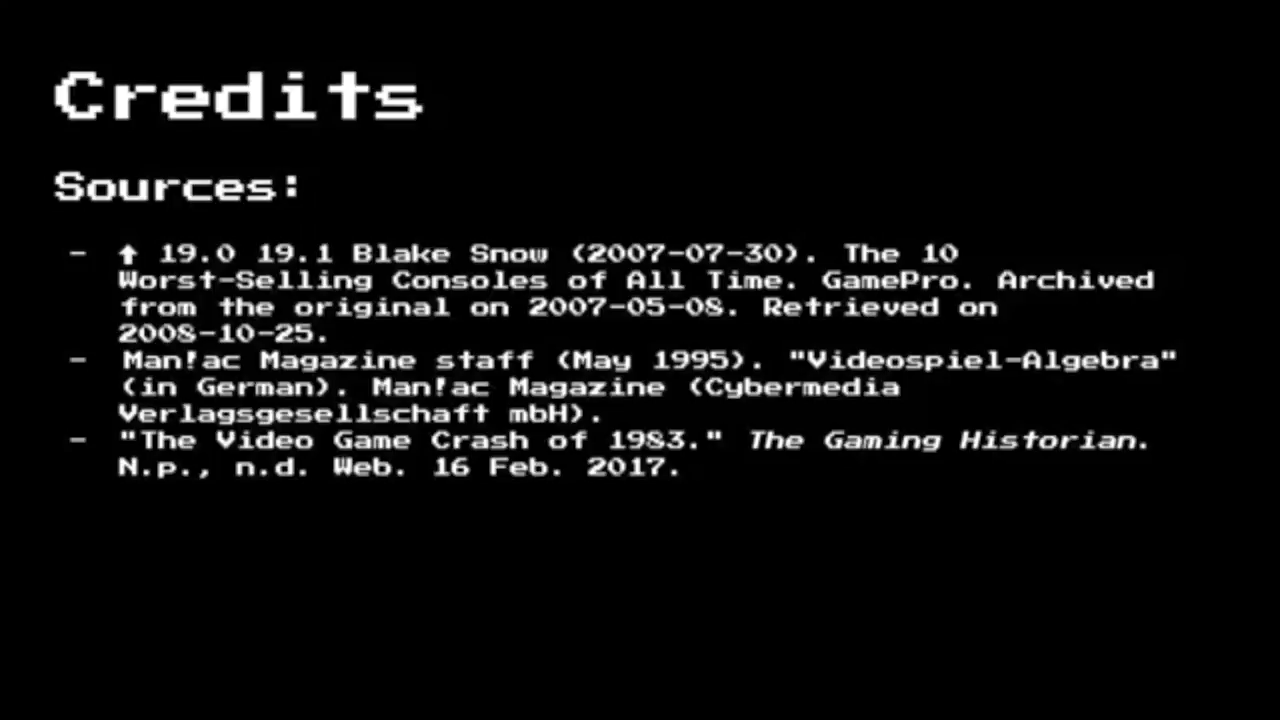 Credits
Sources:
- ↑ 19.0 19.1 Blake Snow (2007-07-30). The 10
Worst-Selling Consoles of All Time. GamePro. Archived
from the original on 2007-05-08. Retrieved on
2008-10-25.
- Man!ac Magazine staff (May 1995). "Videospiel-Algebra"
(in German). Man!ac Magazine (Cybermedia
Verlagsgesellschaft mbH).
- "The Video Game Crash of 1983." The Gaming Historian.
N.p., n.d. Web. 16 Feb. 2017.